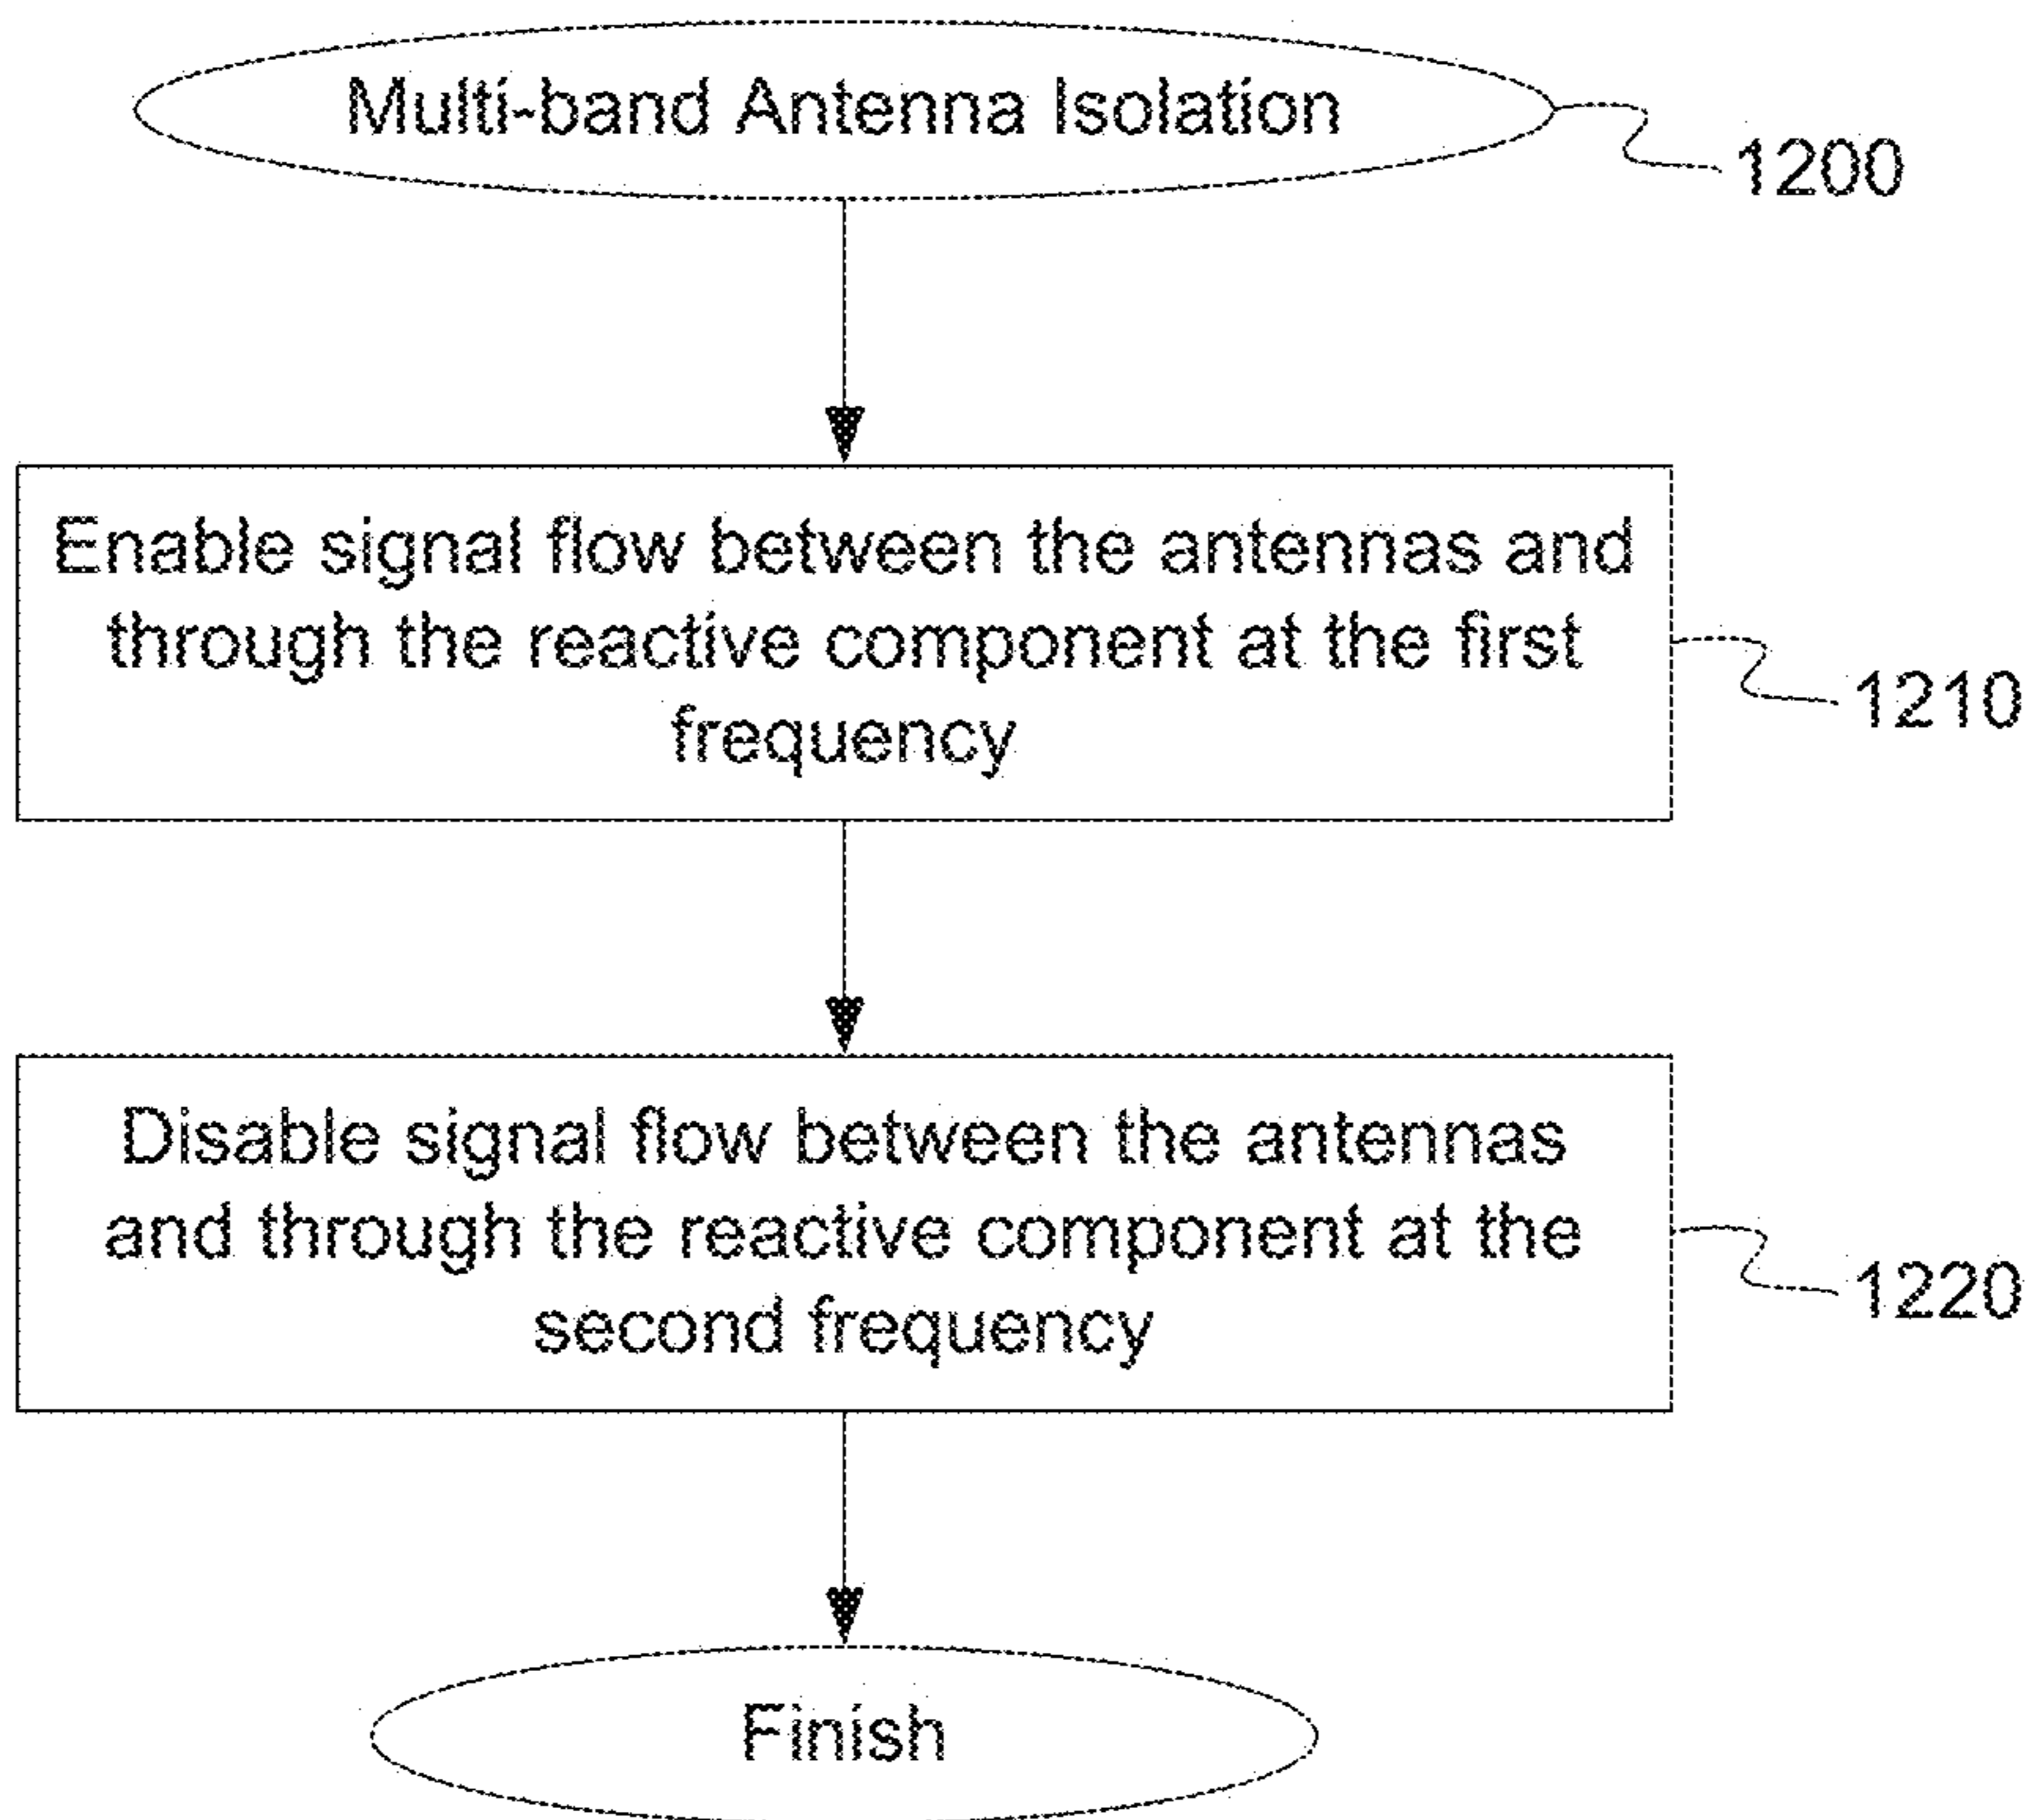 Multi-band Antenna Isolation
1200
Enable signal flow between the antennas and
through the reactive component at the first
frequency
1210
Disable signal flow between the antennas
and through the reactive component at the
second frequency
1220
Finish